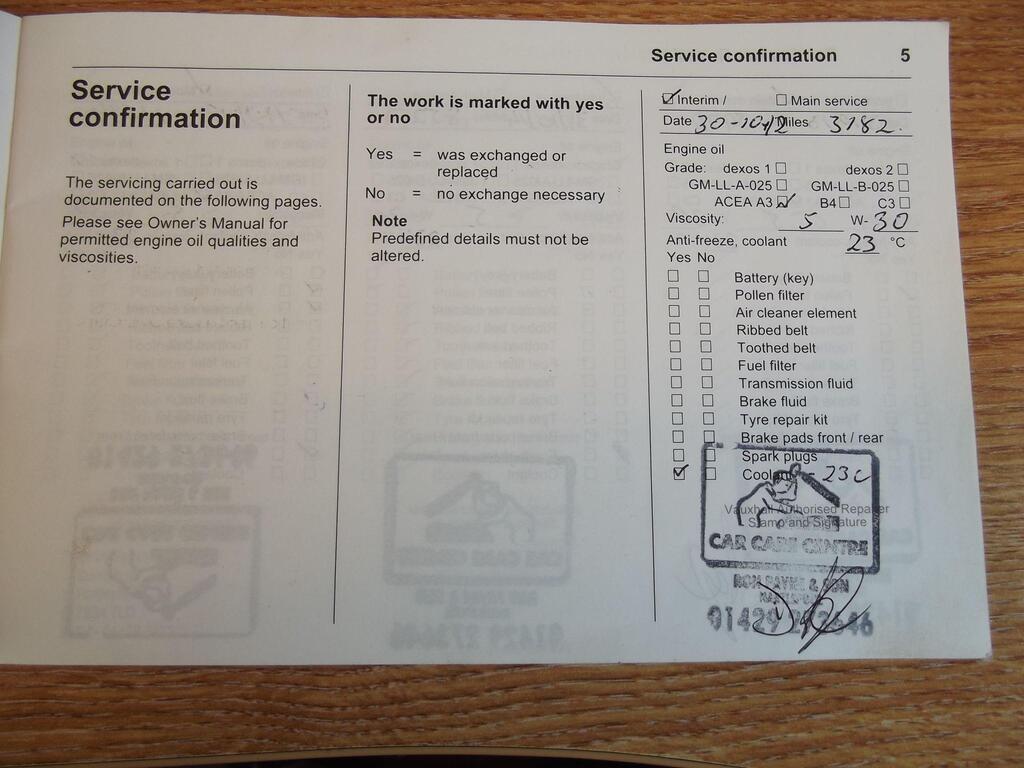 Service confirmation 5
Service
confirmation
The servicing carried out is
documented on the following pages.
Please see Owner's Manual for
permitted engine oil qualities and
viscosities.
The work is marked with yes
or no
Yes = was exchanged or
replaced
No = no exchange necessary
Note
Predefined details must not be
altered.
Interim / Main service
Date 30-10-12 Miles 3182.
Engine oil
Grade: dexos 1 dexos 2
GM-LL-A-025 GM-LL-B-025
ACEA A3 B4 C3
Viscosity: 5 W- 30
Anti-freeze, coolant 23 °C
Yes No
Battery (key)
Pollen filter
Air cleaner element
Ribbed belt
Toothed belt
Fuel filter
Transmission fluid
Brake fluid
Tyre repair kit
Brake pads front / rear
Spark plugs
Coolant - 23c
Vauxhall Authorised Repairer
Stamp and Signature
CAR CARE CENTRE
RON PAYNE & SON
01429 273646